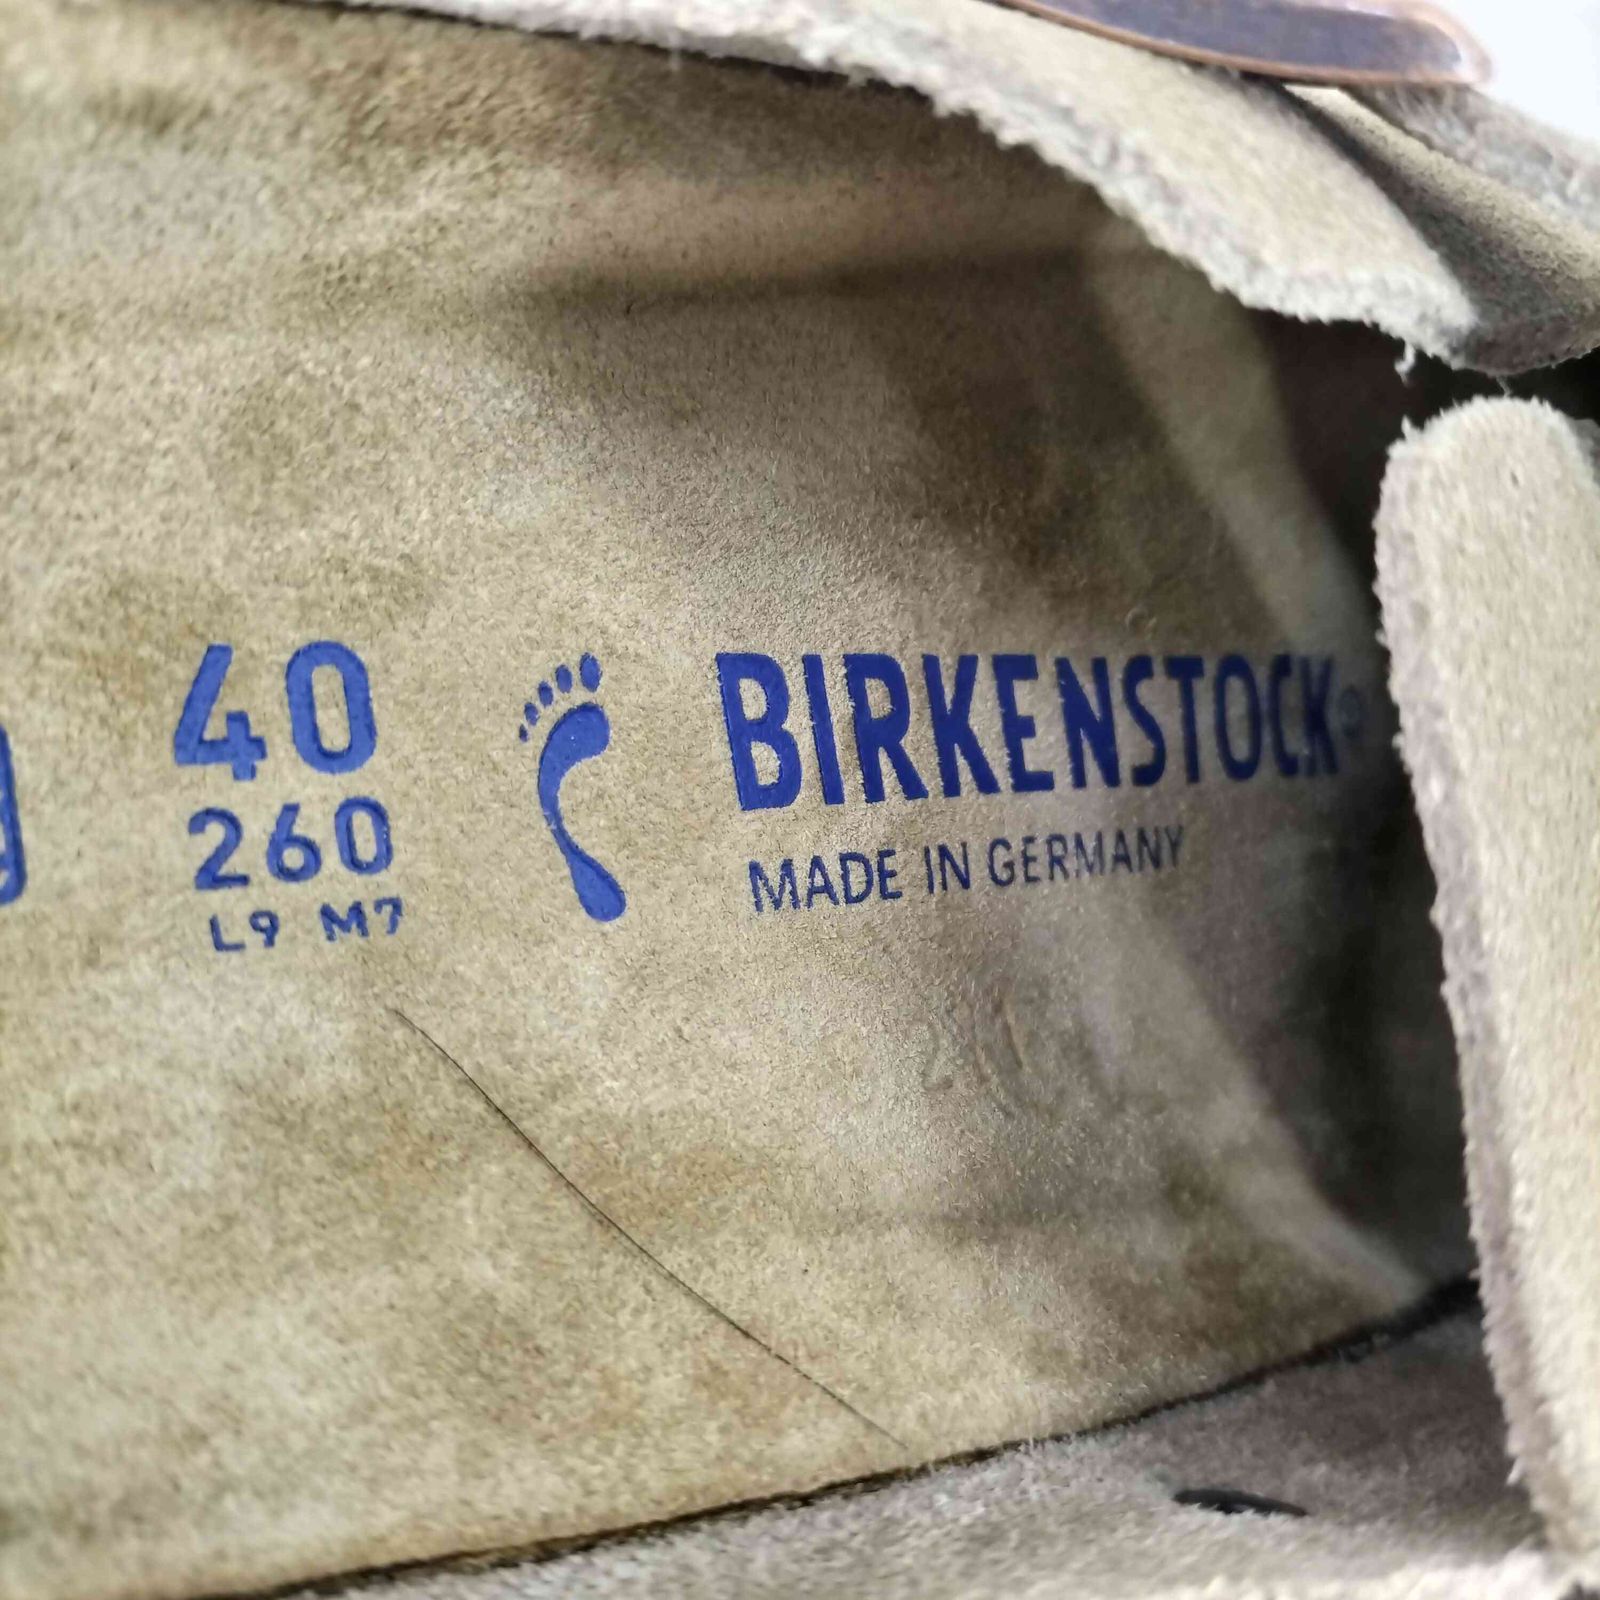 40
260
L9 M7
BIRKENSTOCK®
MADE IN GERMANY